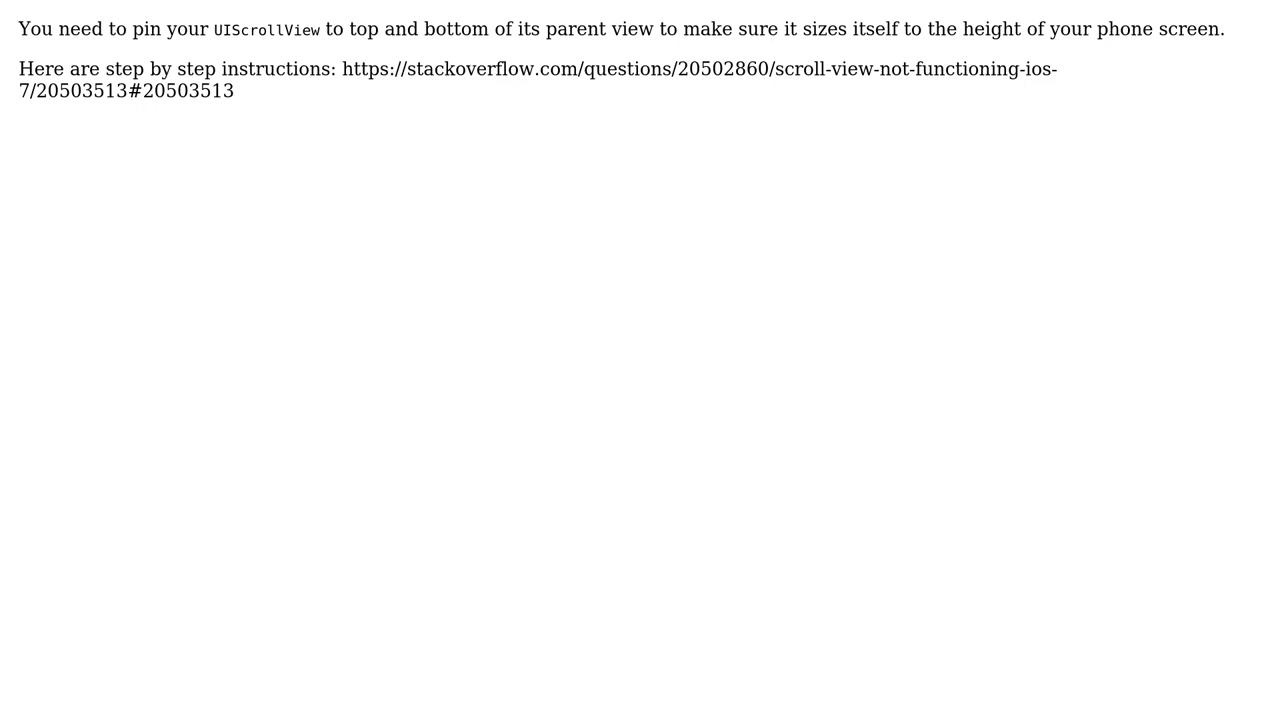 You need to pin your UIScrollView to top and bottom of its parent view to make sure it sizes itself to the height of your phone screen.
Here are step by step instructions: https://stackoverflow.com/questions/20502860/scroll-view-not-functioning-ios-
7/20503513#20503513